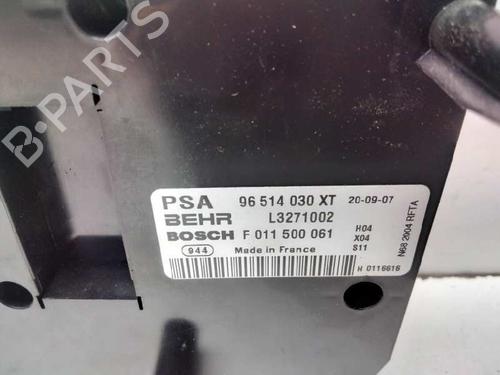 B-PARTS
PSA 96 514 030 XT 20-09-07
BEHR L3271002
BOSCH F 011 500 061
H04
X04
S11
944 Made in France
H 0116616
N68 2904 RFTA